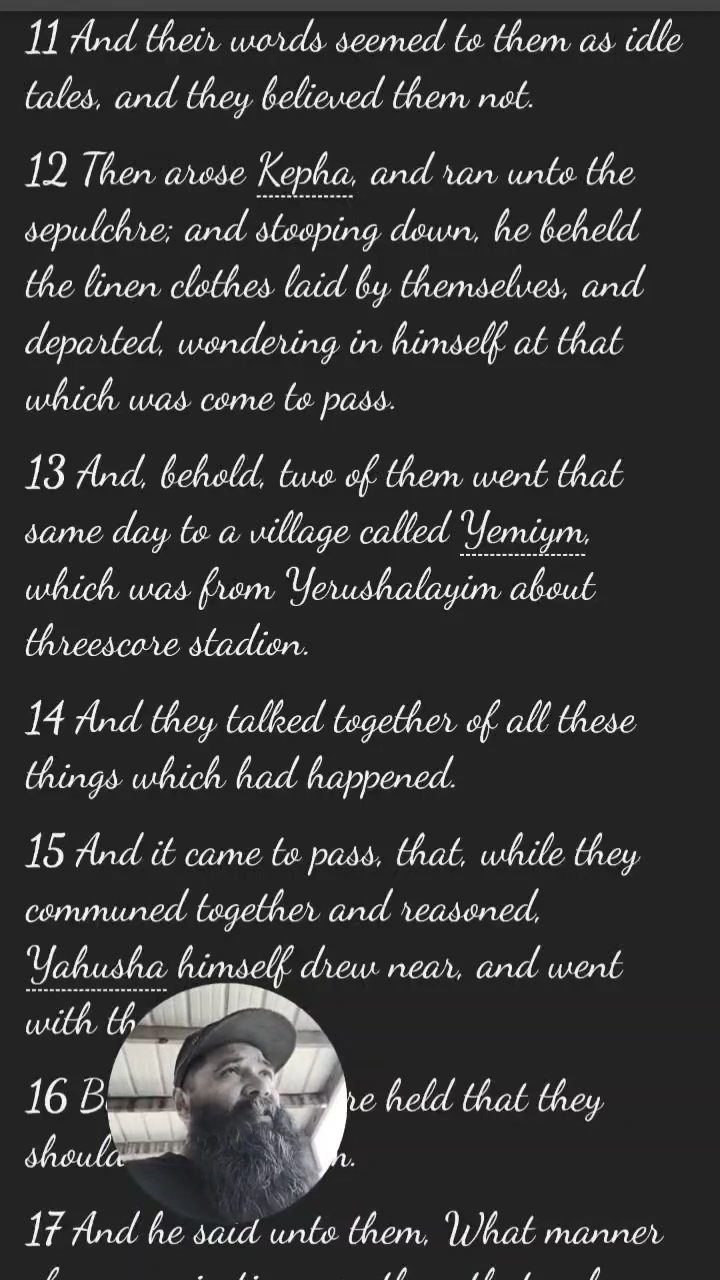 11 And their words seemed to them as idle
tales, and they believed them not.
12 Then arose Kepha, and ran unto the
sepulchre; and stooping down, he beheld
the linen clothes laid by themselves, and
departed, wondering in himself at that
which was come to pass.
13 And, behold, two of them went that
same day to a village called Yemiym,
which was from Yerushalayim about
threescore stadion.
14 And they talked together of all these
things which had happened.
15 And it came to pass, that, while they
communed together and reasoned,
Yahusha himself drew near, and went
with
16 held that they
17 And he said unto them, What manner